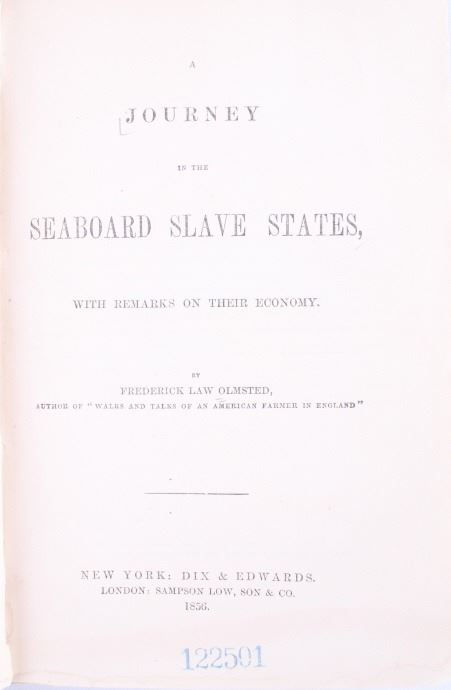 A
JOURNEY
IN THE
SEABOARD SLAVE STATES,
WITH REMARKS ON THEIR ECONOMY.
BY
FREDERICK LAW OLMSTED,
AUTHOR OF "WALKS AND TALKS OF AN AMERICAN FARMER IN ENGLAND"
NEW YORK: DIX & EDWARDS.
LONDON: SAMPSON LOW, SON & CO.
1856.
122501